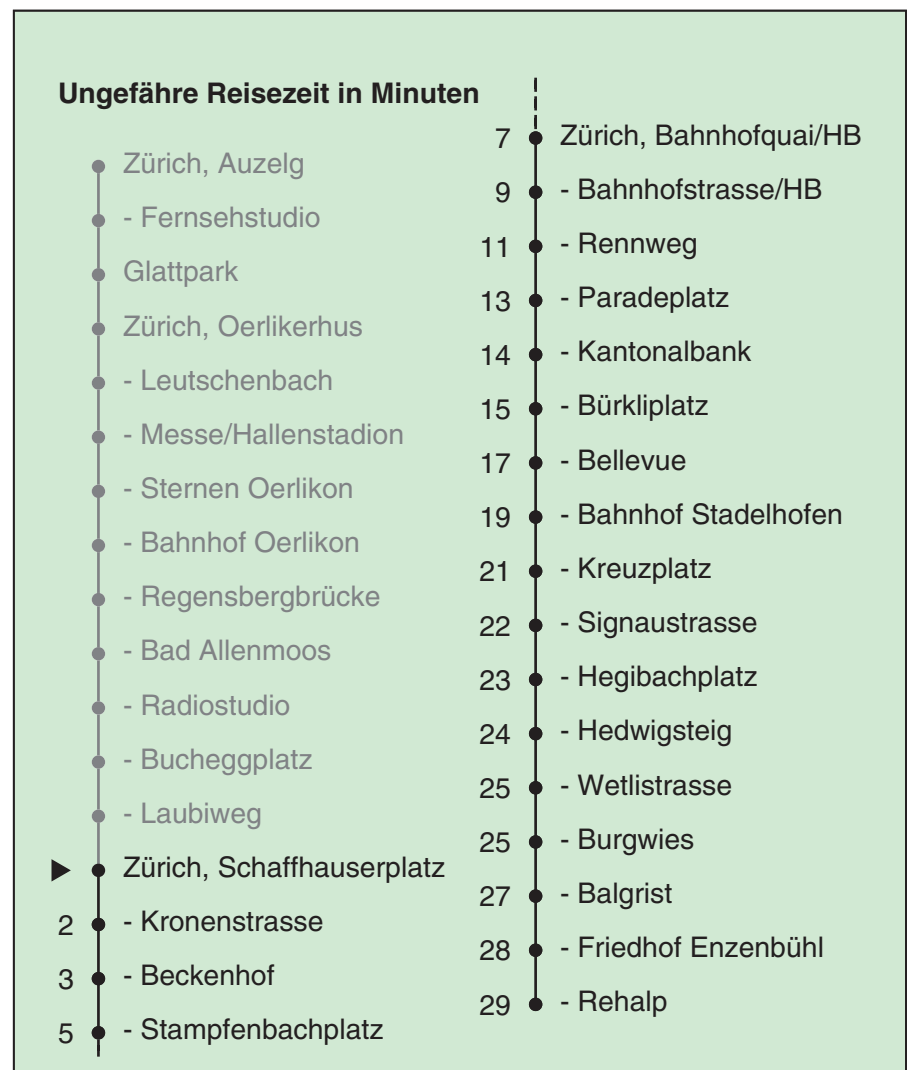 Ungefähre Reisezeit in Minuten
Zürich, Auzelg
- Fernsehstudio
Glattpark
Zürich, Oerlikerhus
- Leutschenbach
- Messe/Hallenstadion
- Sternen Oerlikon
- Bahnhof Oerlikon
- Regensbergbrücke
- Bad Allenmoos
- Radiostudio
- Bucheggplatz
- Laubiweg
Zürich, Schaffhauserplatz
2 - Kronenstrasse
3 - Beckenhof
5 - Stampfenbachplatz
7 Zürich, Bahnhofquai/HB
9 - Bahnhofstrasse/HB
11 - Rennweg
13 - Paradeplatz
14 - Kantonalbank
15 - Bürkliplatz
17 - Bellevue
19 - Bahnhof Stadelhofen
21 - Kreuzplatz
22 - Signaustrasse
23 - Hegibachplatz
24 - Hedwigsteig
25 - Wetlistrasse
25 - Burgwies
27 - Balgrist
28 - Friedhof Enzenbühl
29 - Rehalp